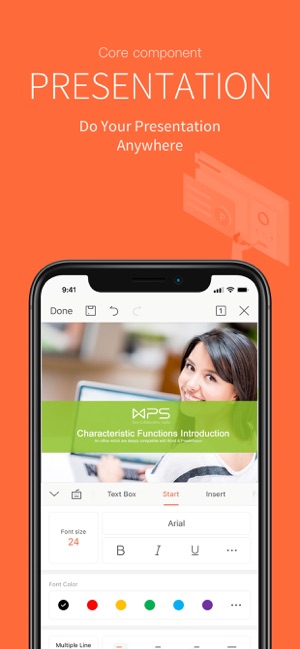 Core component
PRESENTATION
Do Your Presentation
Anywhere
9:41
Done
1
WPS
Characteristic Functions Introduction
Text Box
Start
Insert
Font size
24
Arial
B
I
U
Font Color
Multiple Line